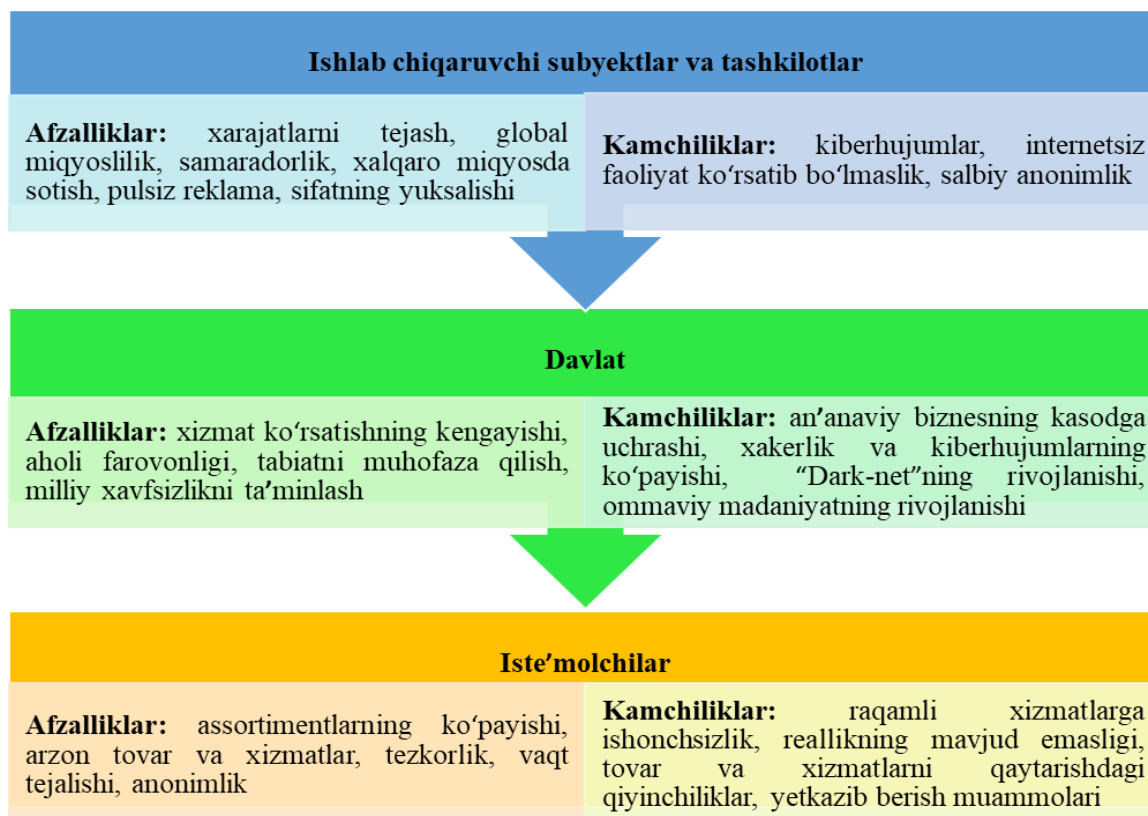 Ishlab chiqaruvchi subyektlar va tashkilotlar
Afzalliklar: xarajatlarni tejash, global
miqyoslilik, samaradorlik, xalqaro miqyosda
sotish, pulsiz reklama, sifatning yuksalishi
Kamchiliklar: kiberhujumlar, internetsiz
faoliyat ko‘rsatib bo‘lmaslik, salbiy anonimlik
Davlat
Afzalliklar: xizmat ko‘rsatishning kengayishi,
aholi farovonligi, tabiatni muhofaza qilish,
milliy xavfsizlikni ta’minlash
Kamchiliklar: an’anaviy biznesning kasodga
uchrashi, xakerlik va kiberhujumlarning
ko‘payishi, “Dark-net”ning rivojlanishi,
ommaviy madaniyatning rivojlanishi
Iste’molchilar
Afzalliklar: assortimentlarning ko‘payishi,
arzon tovar va xizmatlar, tezkorlik, vaqt
tejalishi, anonimlik
Kamchiliklar: raqamli xizmatlarga
ishonchsizlik, reallikning mavjud emasligi,
tovar va xizmatlarni qaytarishdagi
qiyinchiliklar, yetkazib berish muammolari